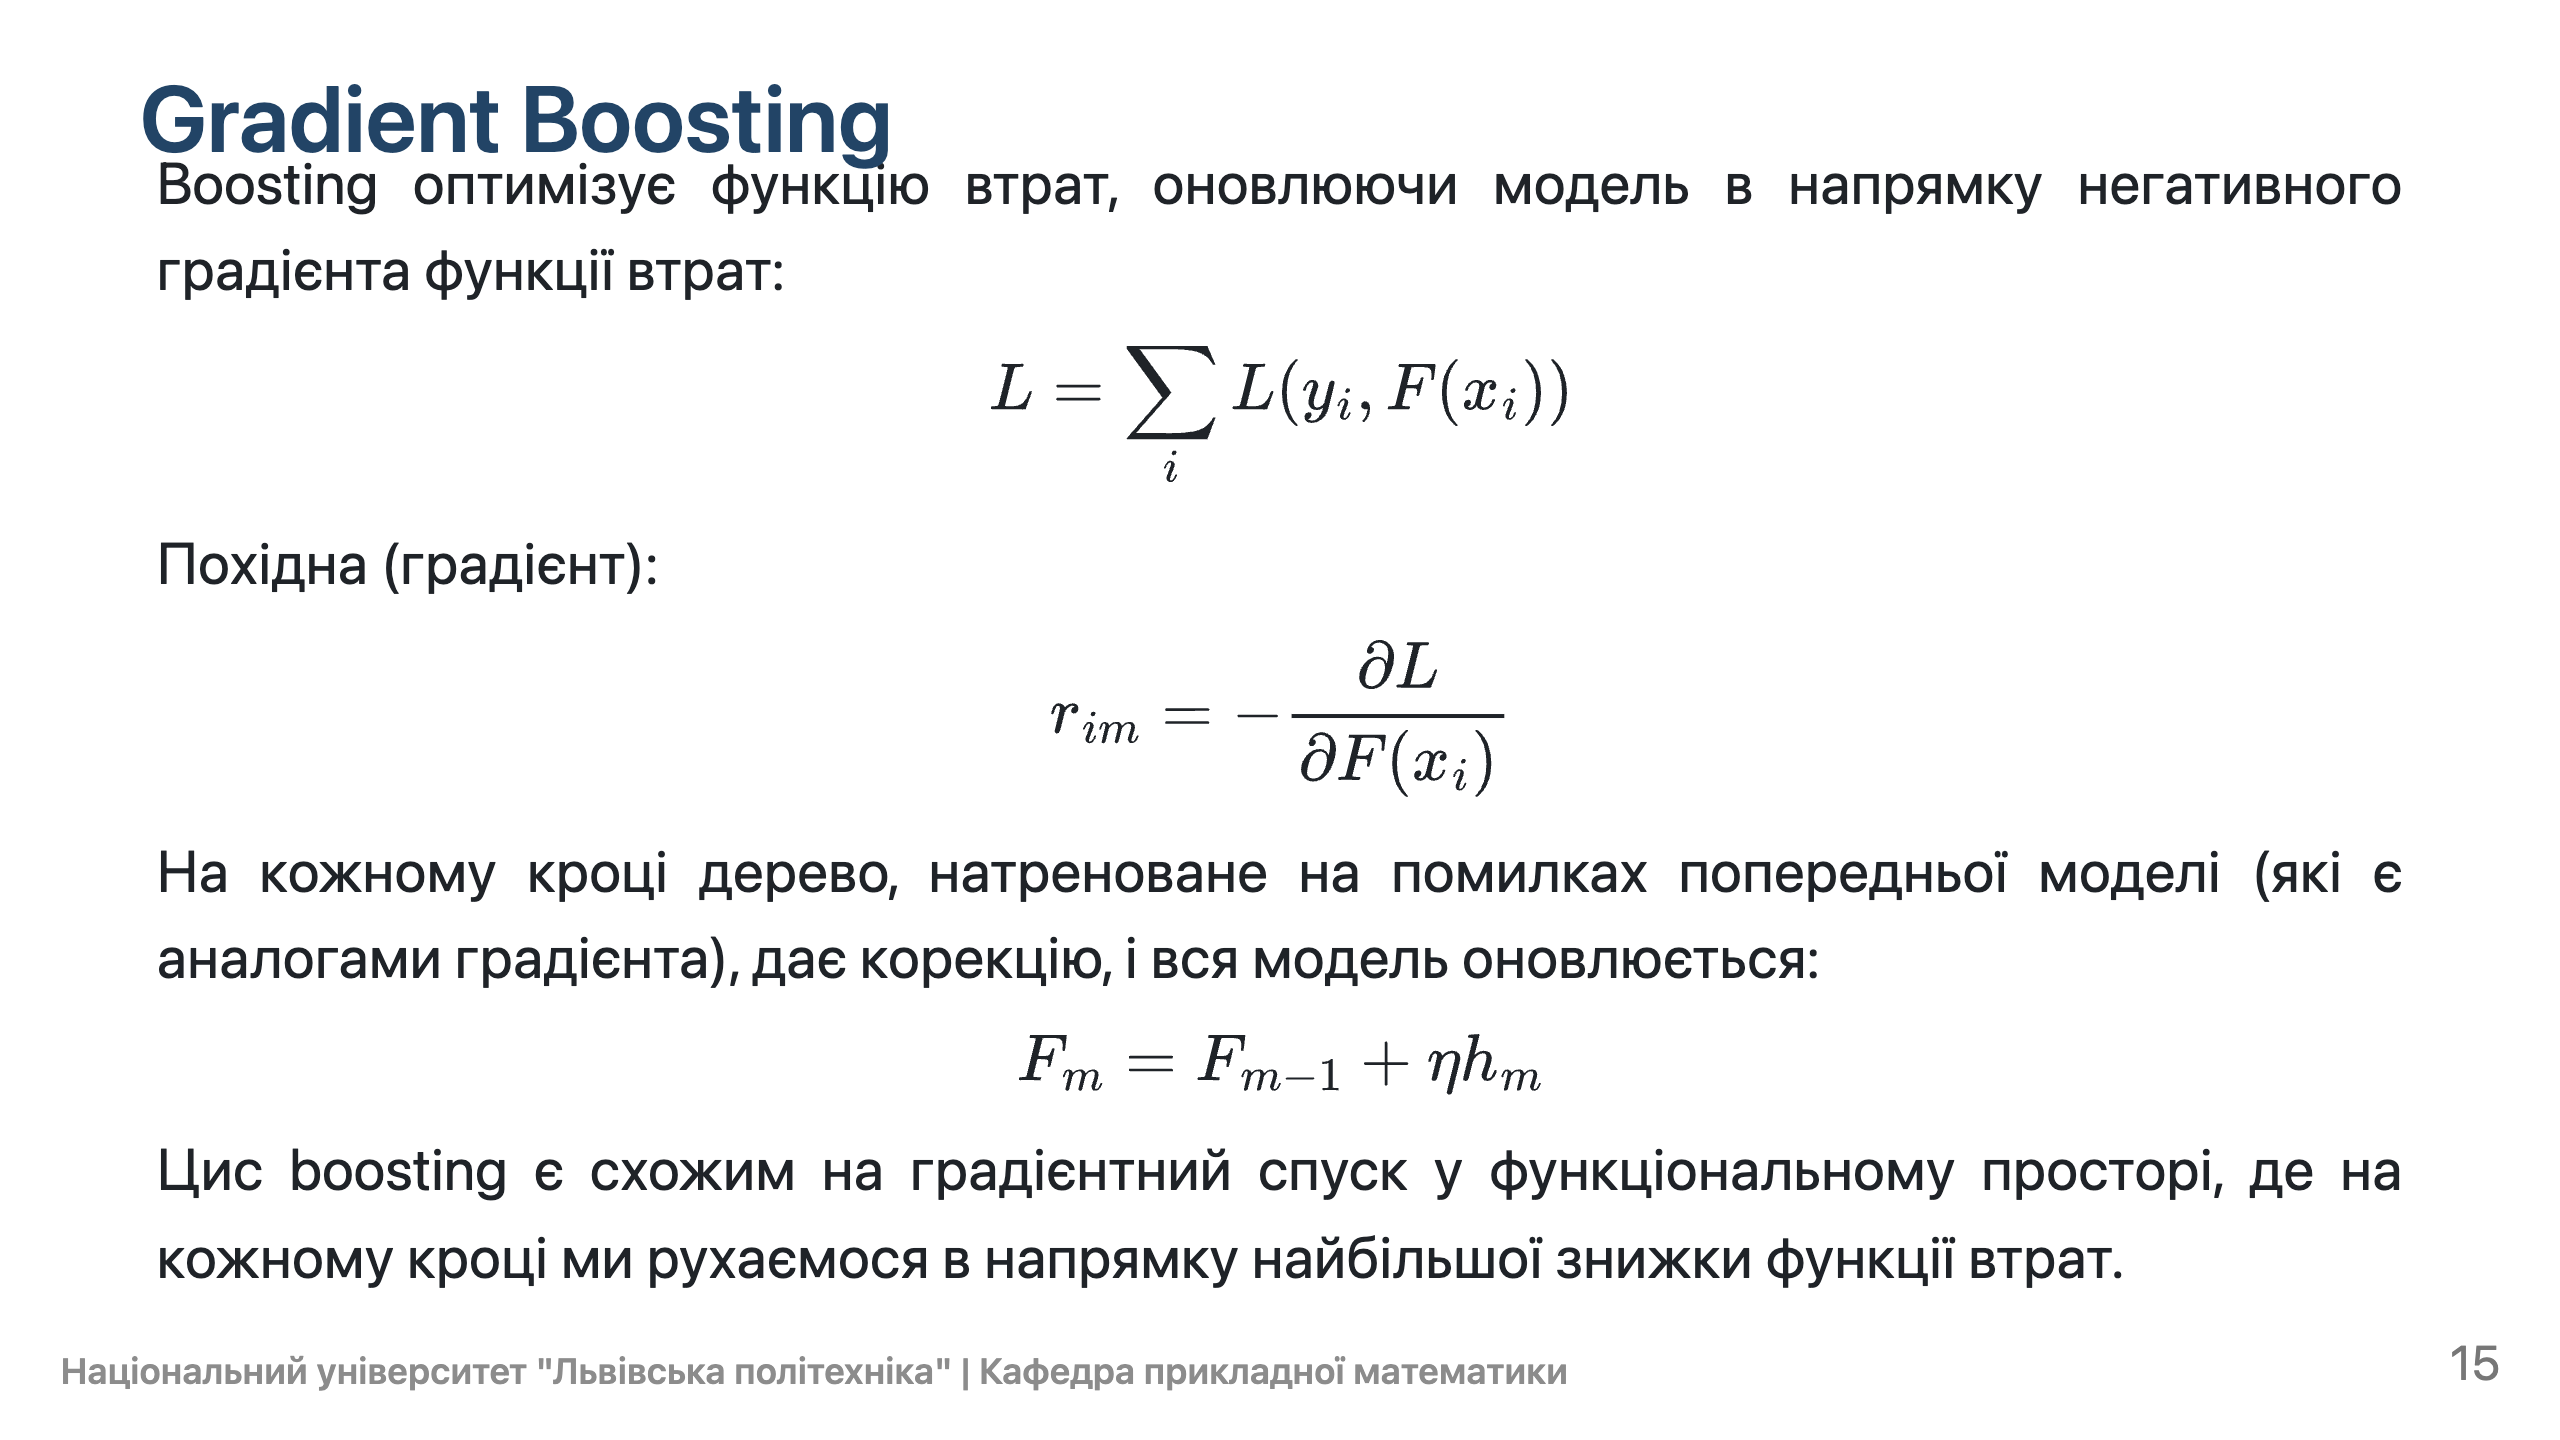 Gradient Boosting
Boosting оптимізує функцію втрат, оновлюючи модель в напрямку негативного
градієнта функції втрат:
L = ∑_i L(y_i, F(x_i))
Похідна (градієнт):
r_{im} = −∂L/∂F(x_i)
На кожному кроці дерево, натреноване на помилках попередньої моделі (які є
аналогами градієнта), дає корекцію, і вся модель оновлюється:
F_m = F_{m−1} + ηh_m
Цис boosting є схожим на градієнтний спуск у функціональному просторі, де на
кожному кроці ми рухаємося в напрямку найбільшої знижки функції втрат.
Національний університет "Львівська політехніка" | Кафедра прикладної математики
15